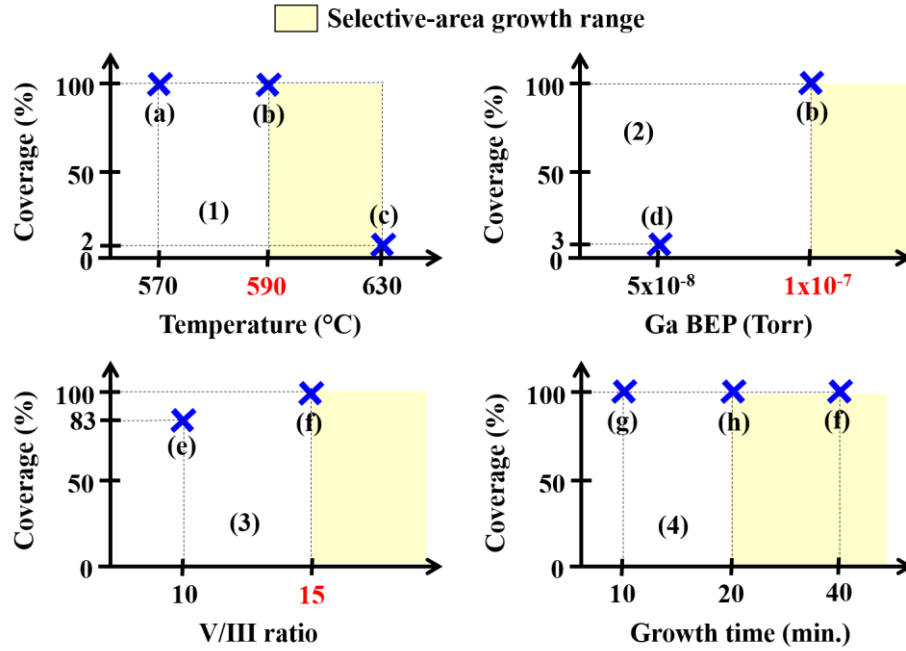 Selective-area growth range
Coverage (%)
100
50
2
0
(a)
(b)
(c)
(1)
570
590
630
Temperature (°C)
Coverage (%)
100
50
3
0
(2)
(b)
(d)
5x10⁻⁸
1x10⁻⁷
Ga BEP (Torr)
Coverage (%)
100
83
50
0
(e)
(f)
(3)
10
15
V/III ratio
Coverage (%)
100
50
0
(g)
(h)
(f)
(4)
10
20
40
Growth time (min.)